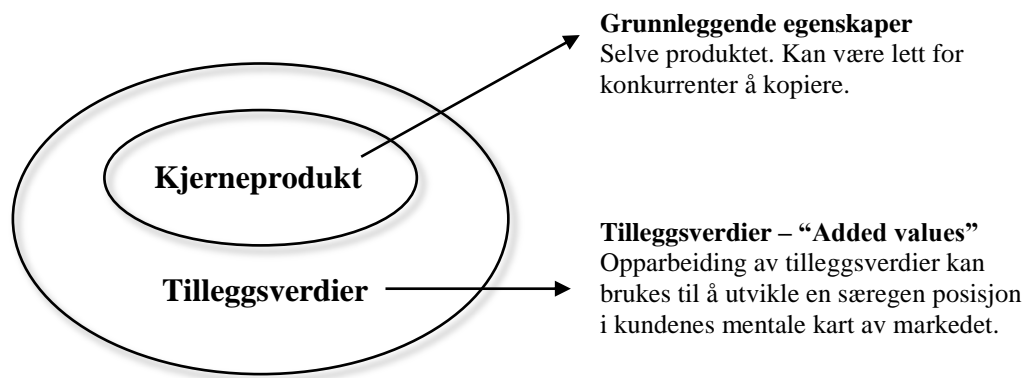 Grunnleggende egenskaper
Selve produktet. Kan være lett for
konkurrenter å kopiere.
Kjerneprodukt
Tilleggsverdier – “Added values”
Opparbeiding av tilleggsverdier kan
brukes til å utvikle en særegen posisjon
i kundenes mentale kart av markedet.
Tilleggsverdier